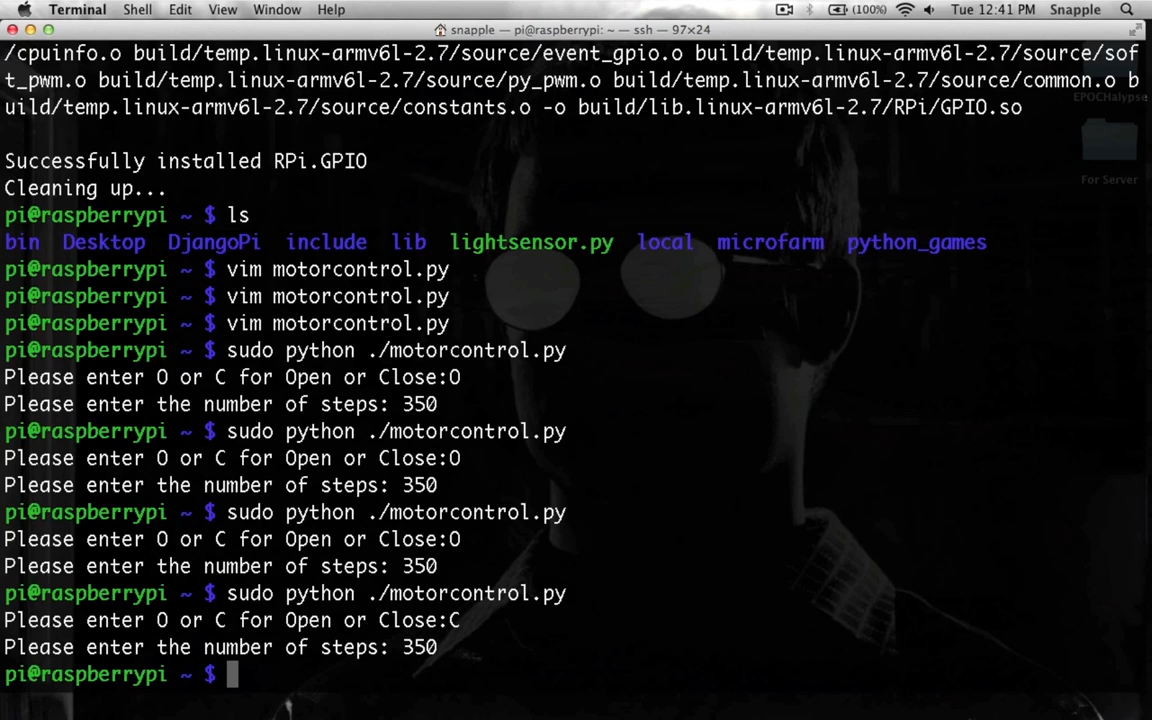 Terminal Shell Edit View Window Help (100%) Tue 12:41 PM Snapple
snapple — pi@raspberrypi: ~ — ssh — 97×24
/cpuinfo.o build/temp.linux-armv6l-2.7/source/event_gpio.o build/temp.linux-armv6l-2.7/source/sof
t_pwm.o build/temp.linux-armv6l-2.7/source/py_pwm.o build/temp.linux-armv6l-2.7/source/common.o b
uild/temp.linux-armv6l-2.7/source/constants.o -o build/lib.linux-armv6l-2.7/RPi/GPIO.so
EPOCHalypse
Successfully installed RPi.GPIO
For Server
Cleaning up...
pi@raspberrypi ~ $ ls
bin Desktop DjangoPi include lib lightsensor.py local microfarm python_games
pi@raspberrypi ~ $ vim motorcontrol.py
pi@raspberrypi ~ $ vim motorcontrol.py
pi@raspberrypi ~ $ vim motorcontrol.py
pi@raspberrypi ~ $ sudo python ./motorcontrol.py
Please enter O or C for Open or Close:O
Please enter the number of steps: 350
pi@raspberrypi ~ $ sudo python ./motorcontrol.py
Please enter O or C for Open or Close:O
Please enter the number of steps: 350
pi@raspberrypi ~ $ sudo python ./motorcontrol.py
Please enter O or C for Open or Close:O
Please enter the number of steps: 350
pi@raspberrypi ~ $ sudo python ./motorcontrol.py
Please enter O or C for Open or Close:C
Please enter the number of steps: 350
pi@raspberrypi ~ $